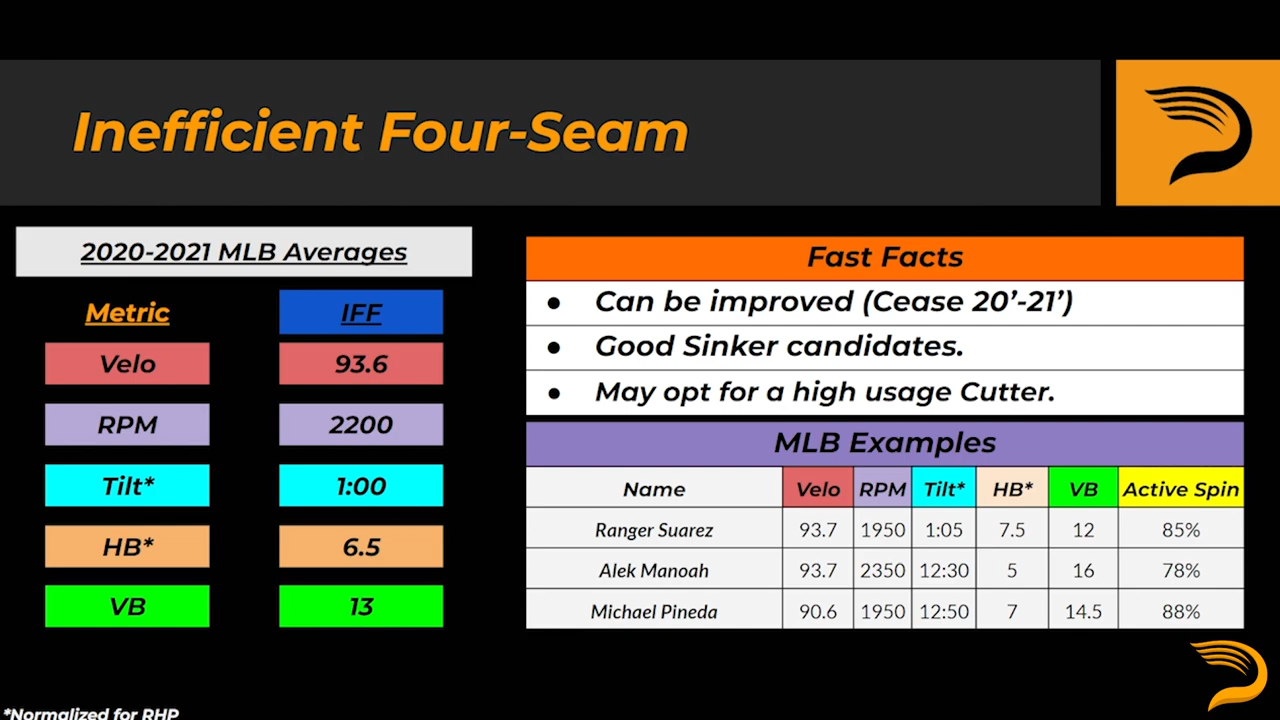 Inefficient Four-Seam
2020-2021 MLB Averages
Metric IFF
Velo 93.6
RPM 2200
Tilt* 1:00
HB* 6.5
VB 13
Fast Facts
● Can be improved (Cease 20’-21’)
● Good Sinker candidates.
● May opt for a high usage Cutter.
MLB Examples
Name Velo RPM Tilt* HB* VB Active Spin
Ranger Suarez 93.7 1950 1:05 7.5 12 85%
Alek Manoah 93.7 2350 12:30 5 16 78%
Michael Pineda 90.6 1950 12:50 7 14.5 88%
*Normalized for RHP